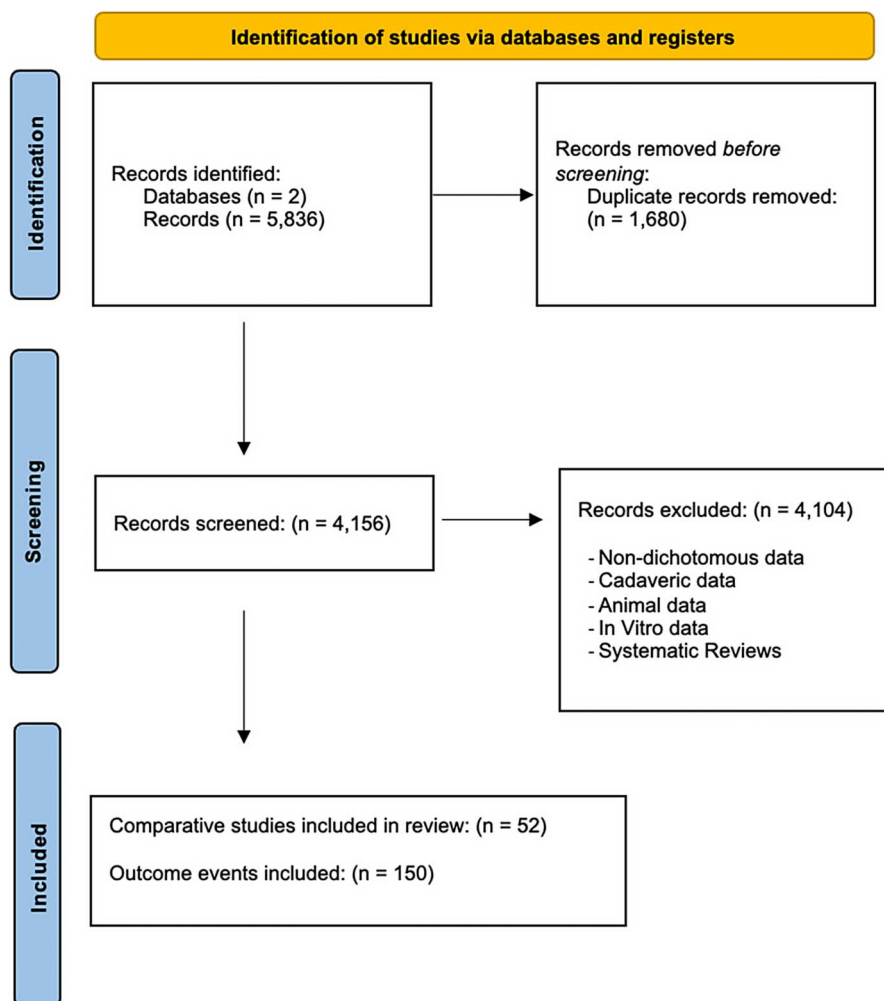 Identification of studies via databases and registers
Identification
Records identified:
Databases (n = 2)
Records (n = 5,836)
Records removed before
screening:
Duplicate records removed:
(n = 1,680)
Screening
Records screened: (n = 4,156)
Records excluded: (n = 4,104)
- Non-dichotomous data
- Cadaveric data
- Animal data
- In Vitro data
- Systematic Reviews
Included
Comparative studies included in review: (n = 52)
Outcome events included: (n = 150)